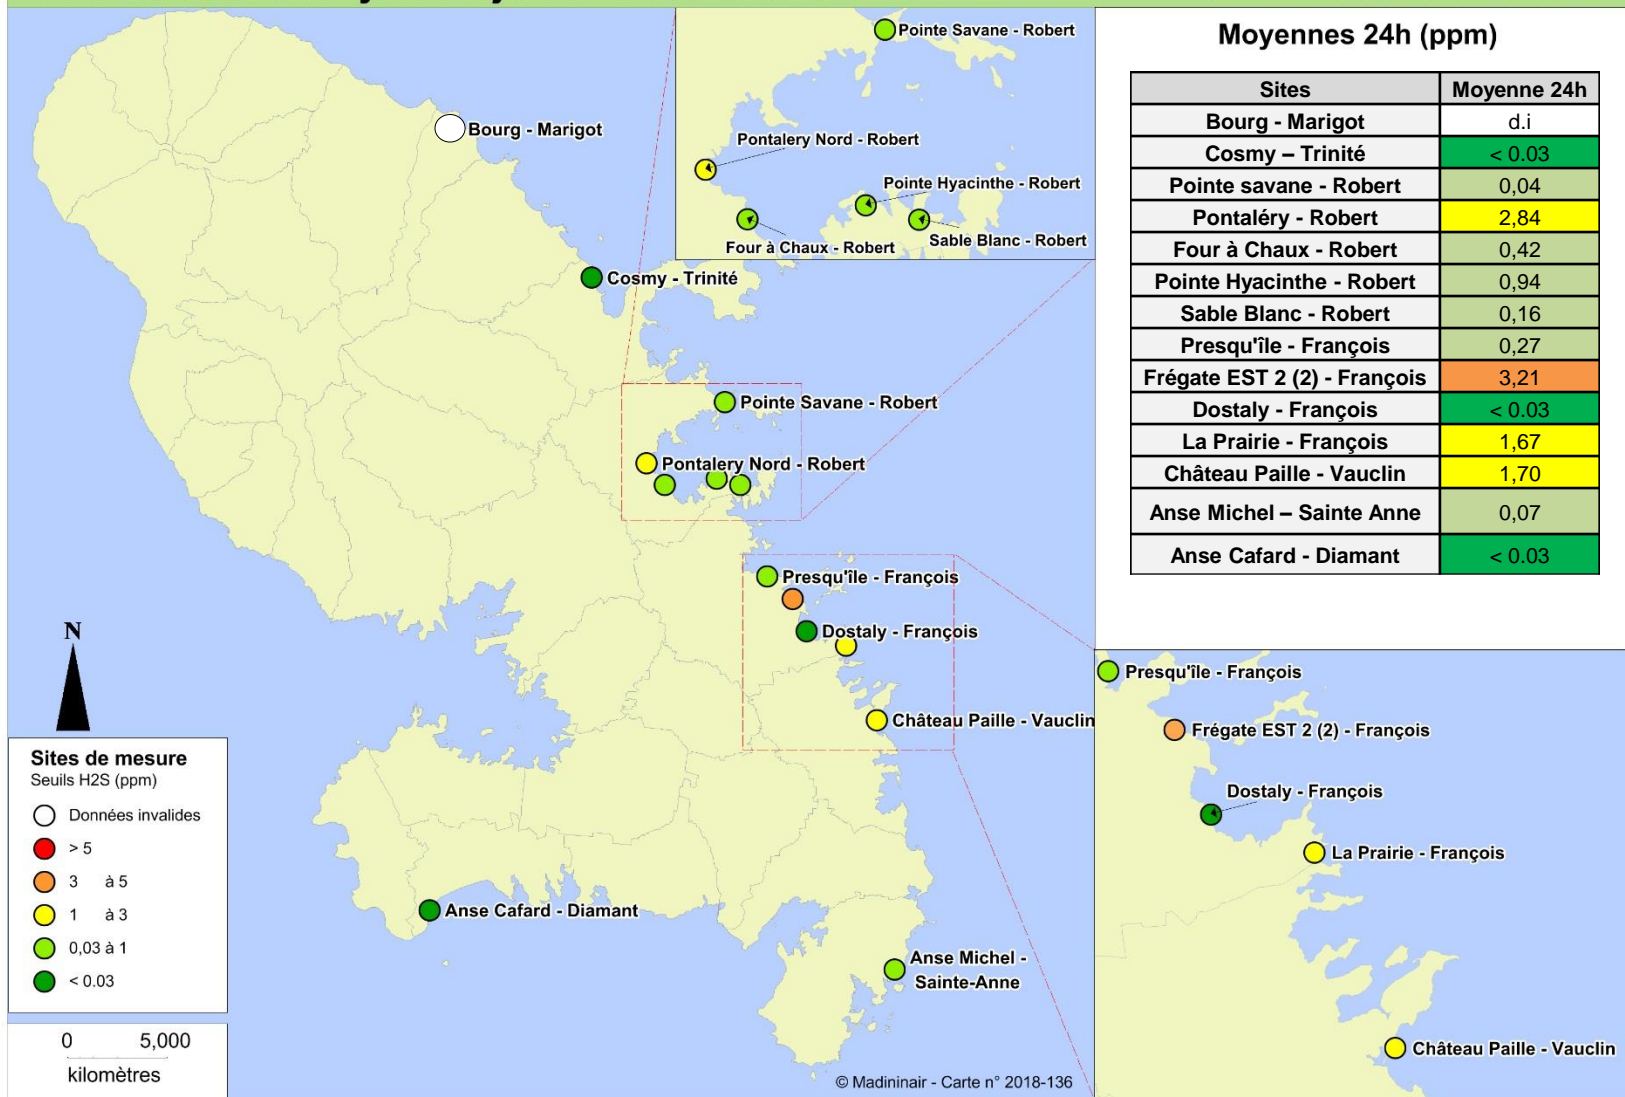 Pointe Savane - Robert
Pontalery Nord - Robert
Pointe Hyacinthe - Robert
Four à Chaux - Robert
Sable Blanc - Robert
Bourg - Marigot
Cosmy - Trinité
Pointe Savane - Robert
Pontalery Nord - Robert
Presqu'île - François
Dostaly - François
Château Paille - Vauclin
Anse Cafard - Diamant
Anse Michel -
Sainte-Anne
N
Sites de mesure
Seuils H2S (ppm)
Données invalides
> 5
3 à 5
1 à 3
0,03 à 1
< 0.03
0 5,000
kilomètres
© Madininair - Carte n° 2018-136
Moyennes 24h (ppm)
Sites Moyenne 24h
Bourg - Marigot d.i
Cosmy – Trinité < 0.03
Pointe savane - Robert 0,04
Pontaléry - Robert 2,84
Four à Chaux - Robert 0,42
Pointe Hyacinthe - Robert 0,94
Sable Blanc - Robert 0,16
Presqu'île - François 0,27
Frégate EST 2 (2) - François 3,21
Dostaly - François < 0.03
La Prairie - François 1,67
Château Paille - Vauclin 1,70
Anse Michel – Sainte Anne 0,07
Anse Cafard - Diamant < 0.03
Presqu'île - François
Frégate EST 2 (2) - François
Dostaly - François
La Prairie - François
Château Paille - Vauclin